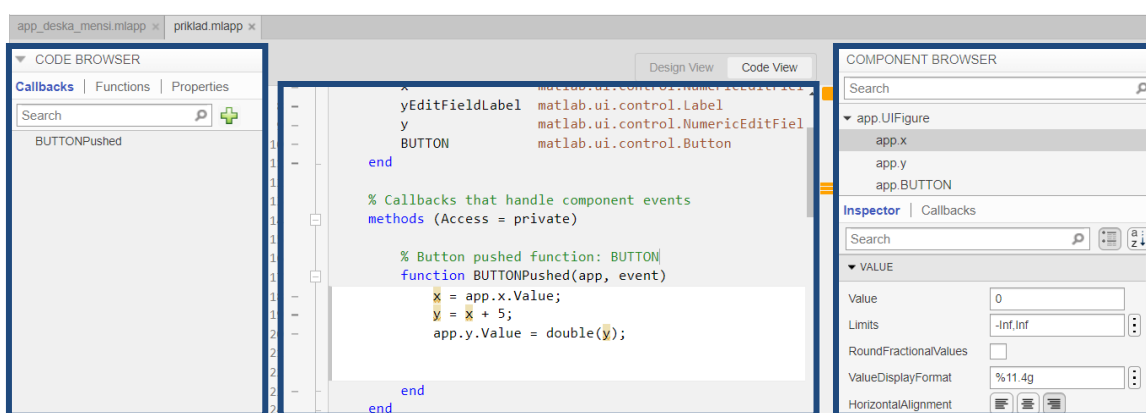 app_deska_mensi.mlapp × priklad.mlapp ×
CODE BROWSER
Callbacks | Functions | Properties
Search
BUTTONPushed
Design View Code View
yEditFieldLabel matlab.ui.control.Label
y matlab.ui.control.NumericEditFiel
BUTTON matlab.ui.control.Button
end
% Callbacks that handle component events
methods (Access = private)
% Button pushed function: BUTTON
function BUTTONPushed(app, event)
x = app.x.Value;
y = x + 5;
app.y.Value = double(y);
end
end
COMPONENT BROWSER
Search
app.UIFigure
app.x
app.y
app.BUTTON
Inspector | Callbacks
Search
VALUE
Value 0
Limits -Inf,Inf
RoundFractionalValues
ValueDisplayFormat %11.4g
HorizontalAlignment